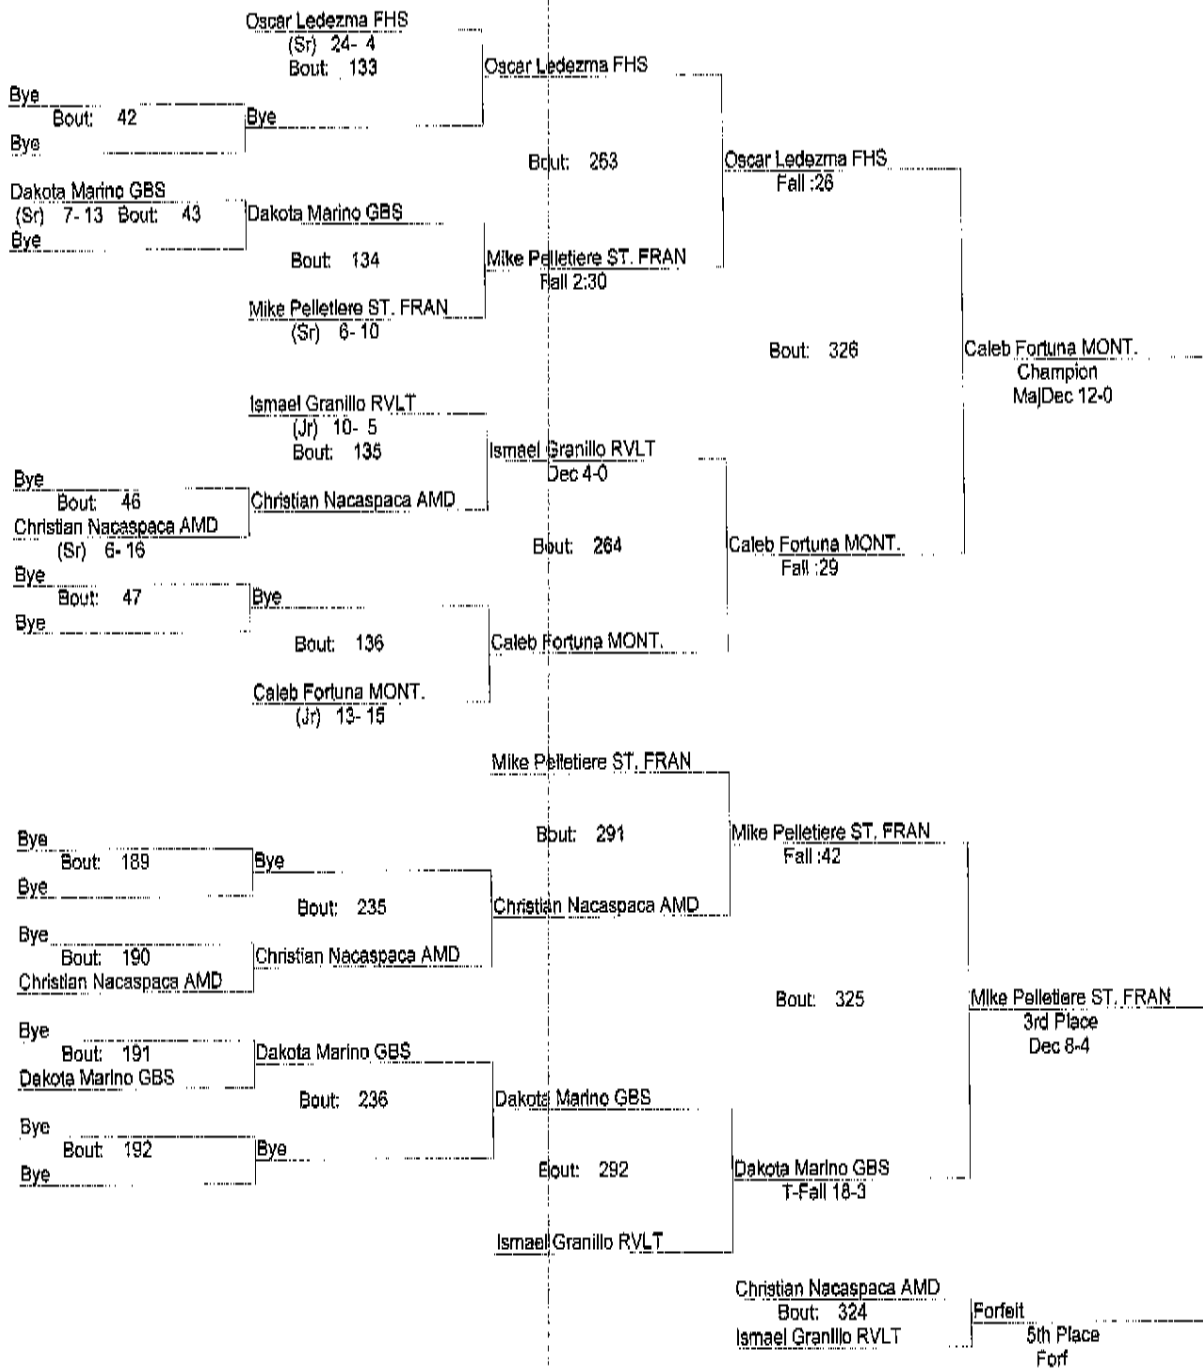 Oscar Ledezma FHS
(Sr) 24- 4
Bout: 133
Oscar Ledezma FHS
Bye
Bout: 42
Bye
Bye
Bout: 263
Oscar Ledezma FHS
Fall :26
Dakota Marino GBS
(Sr) 7- 13 Bout: 43
Bye
Dakota Marino GBS
Bout: 134
Mike Pelletiere ST. FRAN
Fall 2:30
Mike Pelletiere ST. FRAN
(Sr) 6- 10
Bout: 326
Caleb Fortuna MONT.
Champion
MajDec 12-0
Ismael Granillo RVLT
(Jr) 10- 5
Bout: 135
Ismael Granillo RVLT
Dec 4-0
Bye
Bout: 46
Christian Nacaspaca AMD
(Sr) 6- 16
Christian Nacaspaca AMD
Bout: 264
Caleb Fortuna MONT.
Fall :29
Bye
Bout: 47
Bye
Bye
Bout: 136
Caleb Fortuna MONT.
Caleb Fortuna MONT.
(Jr) 13- 15
Mike Pelletiere ST. FRAN
Bout: 291
Mike Pelletiere ST. FRAN
Fall :42
Bye
Bout: 189
Bye
Bye
Bout: 235
Christian Nacaspaca AMD
Bye
Bout: 190
Christian Nacaspaca AMD
Christian Nacaspaca AMD
Bout: 325
Mike Pelletiere ST. FRAN
3rd Place
Dec 8-4
Bye
Bout: 191
Dakota Marino GBS
Dakota Marino GBS
Bout: 236
Dakota Marino GBS
Bye
Bout: 192
Bye
Bye
Bout: 292
Dakota Marino GBS
T-Fall 18-3
Ismael Granillo RVLT
Christian Nacaspaca AMD
Bout: 324
Ismael Granillo RVLT
Forfeit
5th Place
Forf